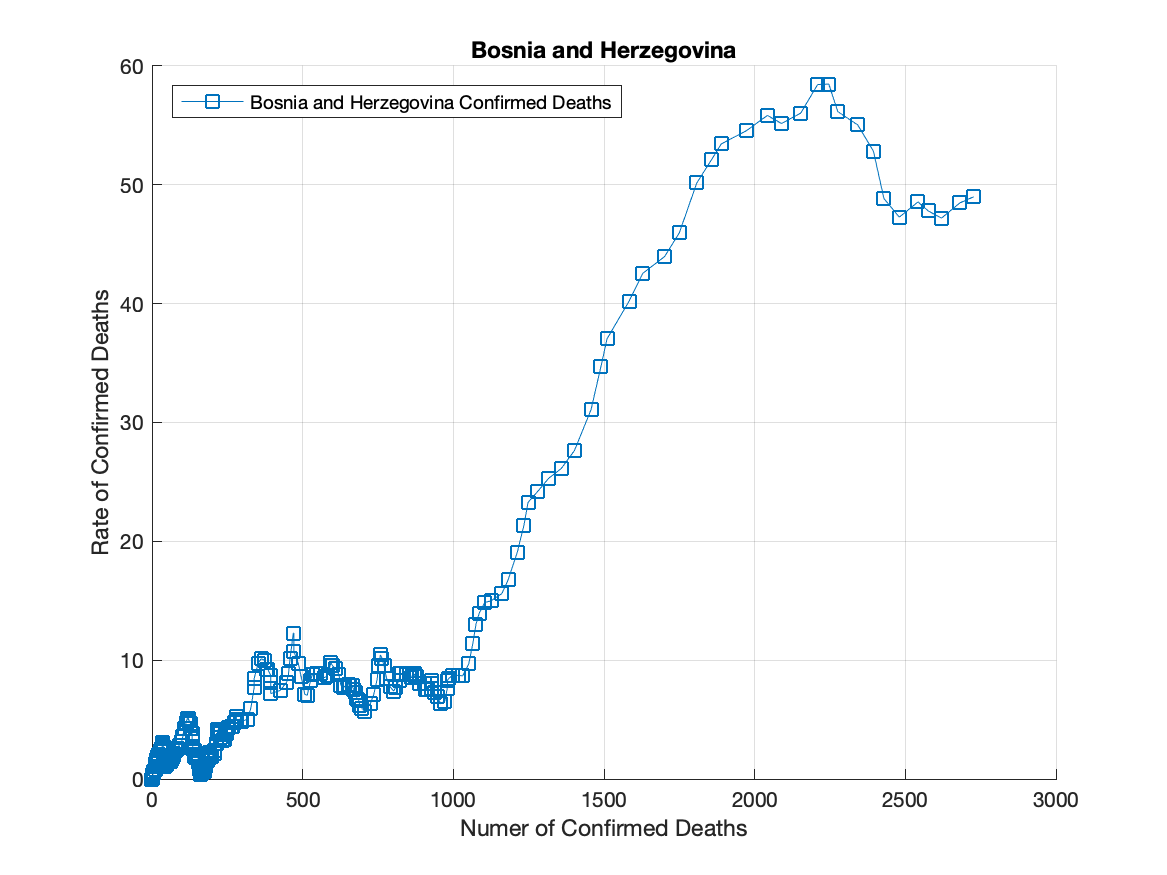 Bosnia and Herzegovina
Bosnia and Herzegovina Confirmed Deaths
60
50
40
30
20
10
0
Rate of Confirmed Deaths
0 500 1000 1500 2000 2500 3000
Numer of Confirmed Deaths